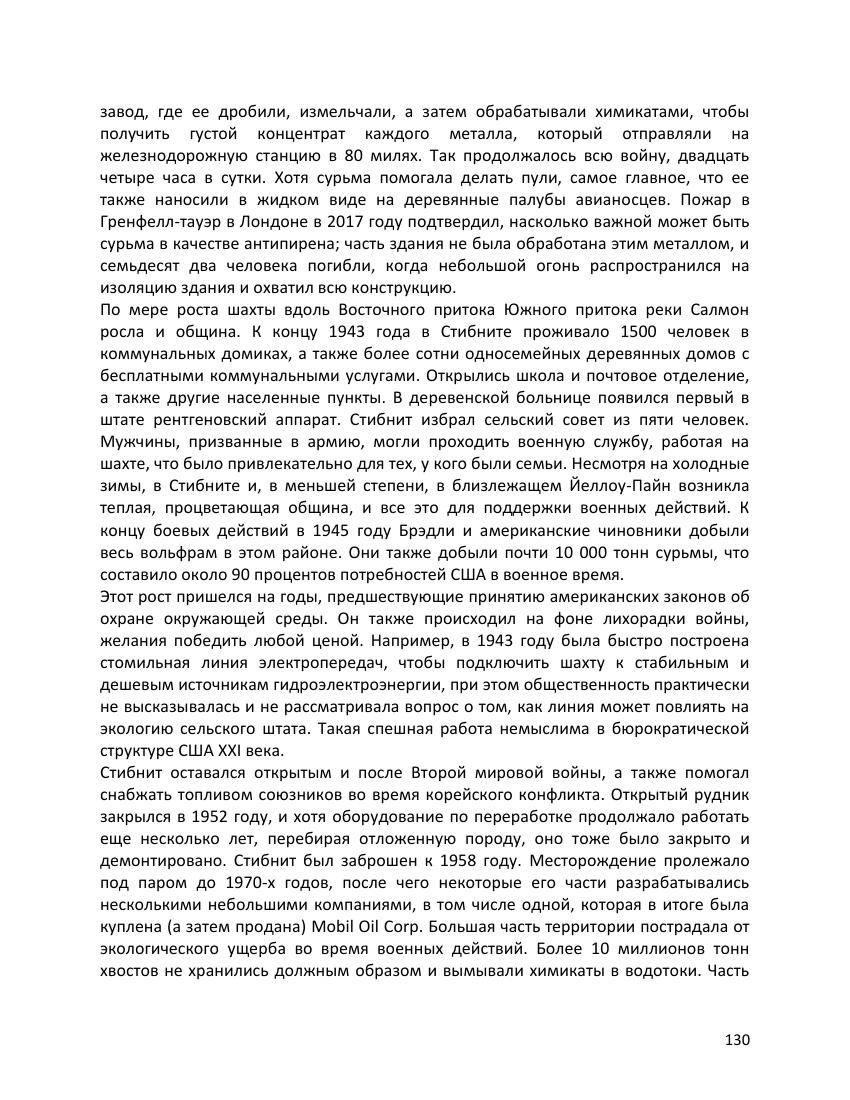 завод, где ее дробили, измельчали, а затем обрабатывали химикатами, чтобы
получить густой концентрат каждого металла, который отправляли на
железнодорожную станцию в 80 милях. Так продолжалось всю войну, двадцать
четыре часа в сутки. Хотя сурьма помогала делать пули, самое главное, что ее
также наносили в жидком виде на деревянные палубы авианосцев. Пожар в
Гренфелл-тауэр в Лондоне в 2017 году подтвердил, насколько важной может быть
сурьма в качестве антипирена; часть здания не была обработана этим металлом, и
семьдесят два человека погибли, когда небольшой огонь распространился на
изоляцию здания и охватил всю конструкцию.
По мере роста шахты вдоль Восточного притока Южного притока реки Салмон
росла и община. К концу 1943 года в Стибните проживало 1500 человек в
коммунальных домиках, а также более сотни односемейных деревянных домов с
бесплатными коммунальными услугами. Открылись школа и почтовое отделение,
а также другие населенные пункты. В деревенской больнице появился первый в
штате рентгеновский аппарат. Стибнит избрал сельский совет из пяти человек.
Мужчины, призванные в армию, могли проходить военную службу, работая на
шахте, что было привлекательно для тех, у кого были семьи. Несмотря на холодные
зимы, в Стибните и, в меньшей степени, в близлежащем Йеллоу-Пайн возникла
теплая, процветающая община, и все это для поддержки военных действий. К
концу боевых действий в 1945 году Брэдли и американские чиновники добыли
весь вольфрам в этом районе. Они также добыли почти 10 000 тонн сурьмы, что
составило около 90 процентов потребностей США в военное время.
Этот рост пришелся на годы, предшествующие принятию американских законов об
охране окружающей среды. Он также происходил на фоне лихорадки войны,
желания победить любой ценой. Например, в 1943 году была быстро построена
стомильная линия электропередач, чтобы подключить шахту к стабильным и
дешевым источникам гидроэлектроэнергии, при этом общественность практически
не высказывалась и не рассматривала вопрос о том, как линия может повлиять на
экологию сельского штата. Такая спешная работа немыслима в бюрократической
структуре США XXI века.
Стибнит оставался открытым и после Второй мировой войны, а также помогал
снабжать топливом союзников во время корейского конфликта. Открытый рудник
закрылся в 1952 году, и хотя оборудование по переработке продолжало работать
еще несколько лет, перебирая отложенную породу, оно тоже было закрыто и
демонтировано. Стибнит был заброшен к 1958 году. Месторождение пролежало
под паром до 1970-х годов, после чего некоторые его части разрабатывались
несколькими небольшими компаниями, в том числе одной, которая в итоге была
куплена (а затем продана) Mobil Oil Corp. Большая часть территории пострадала от
экологического ущерба во время военных действий. Более 10 миллионов тонн
хвостов не хранились должным образом и вымывали химикаты в водотоки. Часть
130